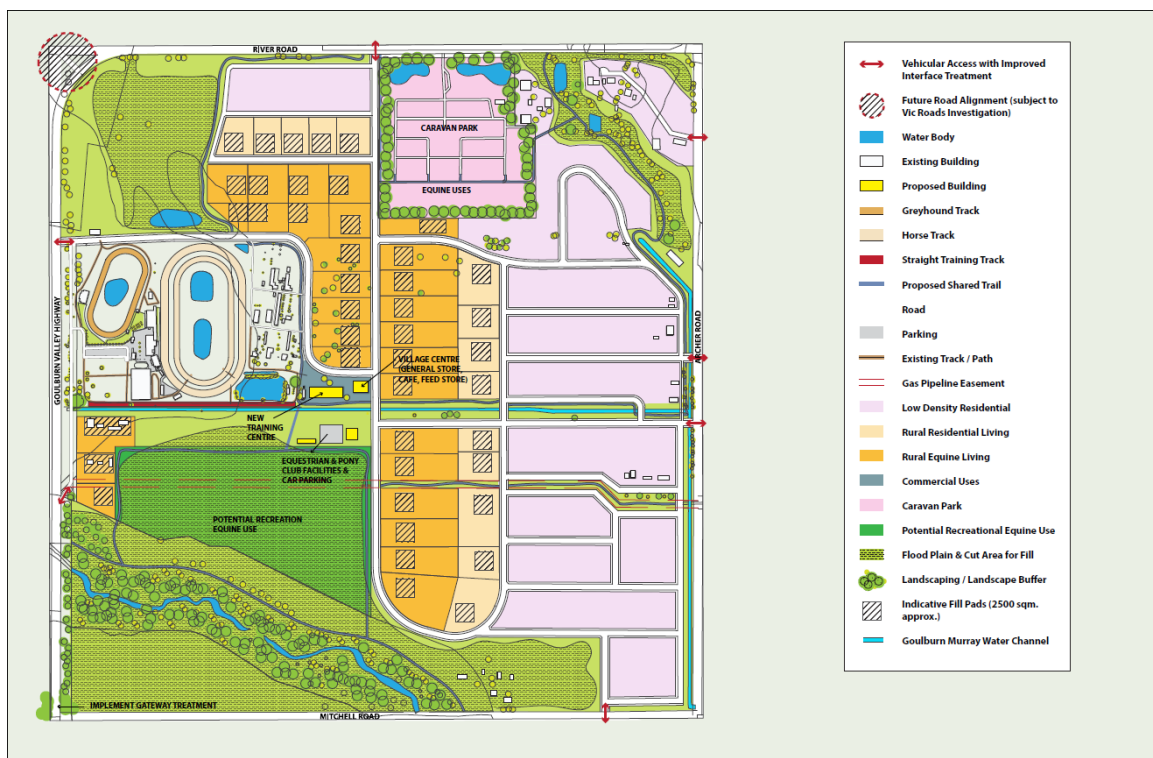 RIVER ROAD
CARAVAN PARK
EQUINE USES
GOULBURN VALLEY HIGHWAY
ARCHER ROAD
VILLAGE CENTRE
(GENERAL STORE,
CAFE, FEED STORE)
NEW
TRAINING
CENTRE
EQUESTRIAN & PONY
CLUB FACILITIES &
CAR PARKING
POTENTIAL RECREATION
EQUINE USE
IMPLEMENT GATEWAY TREATMENT
MITCHELL ROAD
Vehicular Access with Improved
Interface Treatment
Future Road Alignment (subject to
Vic Roads Investigation)
Water Body
Existing Building
Proposed Building
Greyhound Track
Horse Track
Straight Training Track
Proposed Shared Trail
Road
Parking
Existing Track / Path
Gas Pipeline Easement
Low Density Residential
Rural Residential Living
Rural Equine Living
Commercial Uses
Caravan Park
Potential Recreational Equine Use
Flood Plain & Cut Area for Fill
Landscaping / Landscape Buffer
Indicative Fill Pads (2500 sqm.
approx.)
Goulburn Murray Water Channel